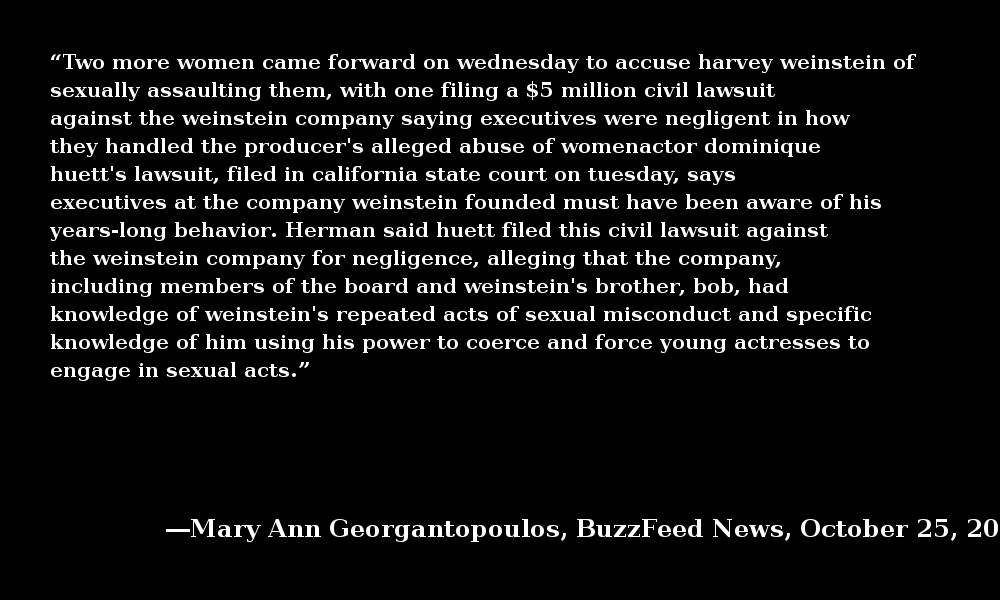 “Two more women came forward on wednesday to accuse harvey weinstein of
sexually assaulting them, with one filing a $5 million civil lawsuit
against the weinstein company saying executives were negligent in how
they handled the producer's alleged abuse of womenactor dominique
huett's lawsuit, filed in california state court on tuesday, says
executives at the company weinstein founded must have been aware of his
years-long behavior. Herman said huett filed this civil lawsuit against
the weinstein company for negligence, alleging that the company,
including members of the board and weinstein's brother, bob, had
knowledge of weinstein's repeated acts of sexual misconduct and specific
knowledge of him using his power to coerce and force young actresses to
engage in sexual acts.”
—Mary Ann Georgantopoulos, BuzzFeed News, October 25, 20